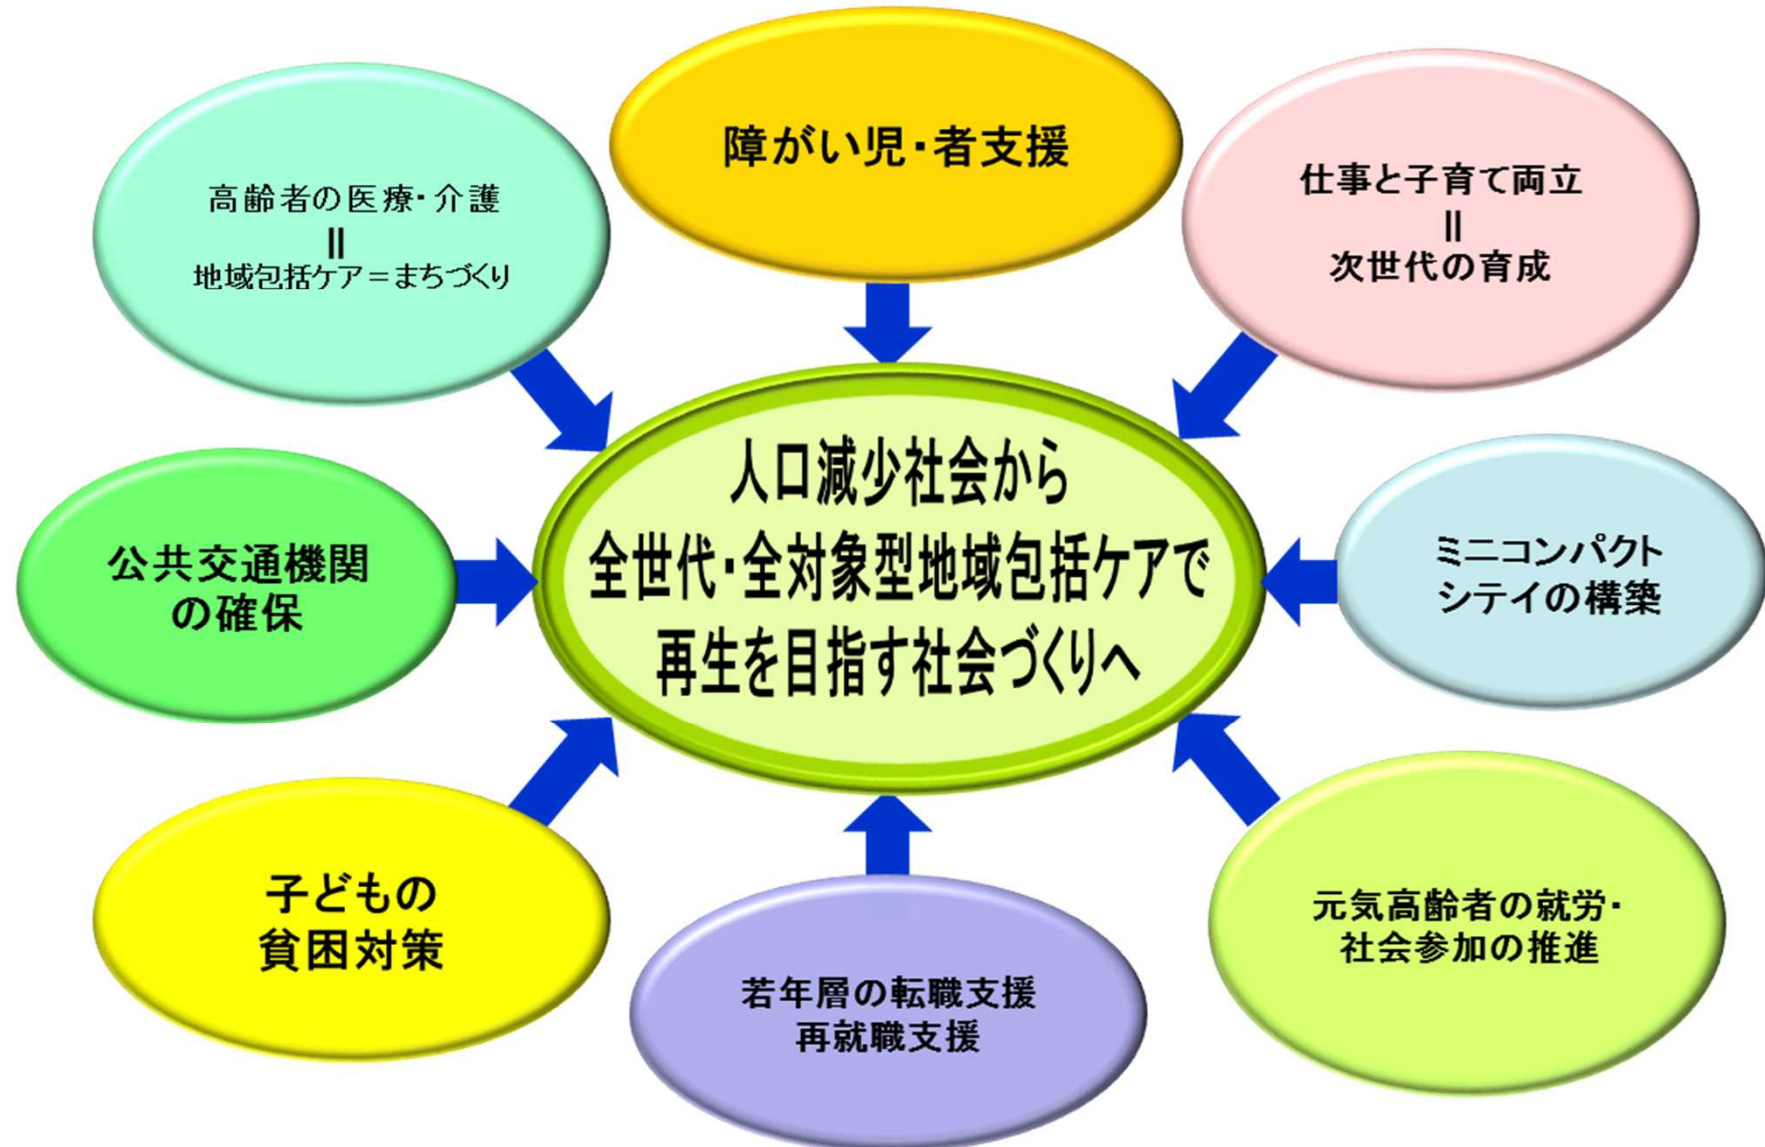 障がい児・者支援
高齢者の医療・介護
||
地域包括ケア＝まちづくり
仕事と子育て両立
||
次世代の育成
人口減少社会から
全世代・全対象型地域包括ケアで
再生を目指す社会づくりへ
公共交通機関
の確保
ミニコンパクト
シテイの構築
子どもの
貧困対策
若年層の転職支援
再就職支援
元気高齢者の就労・
社会参加の推進